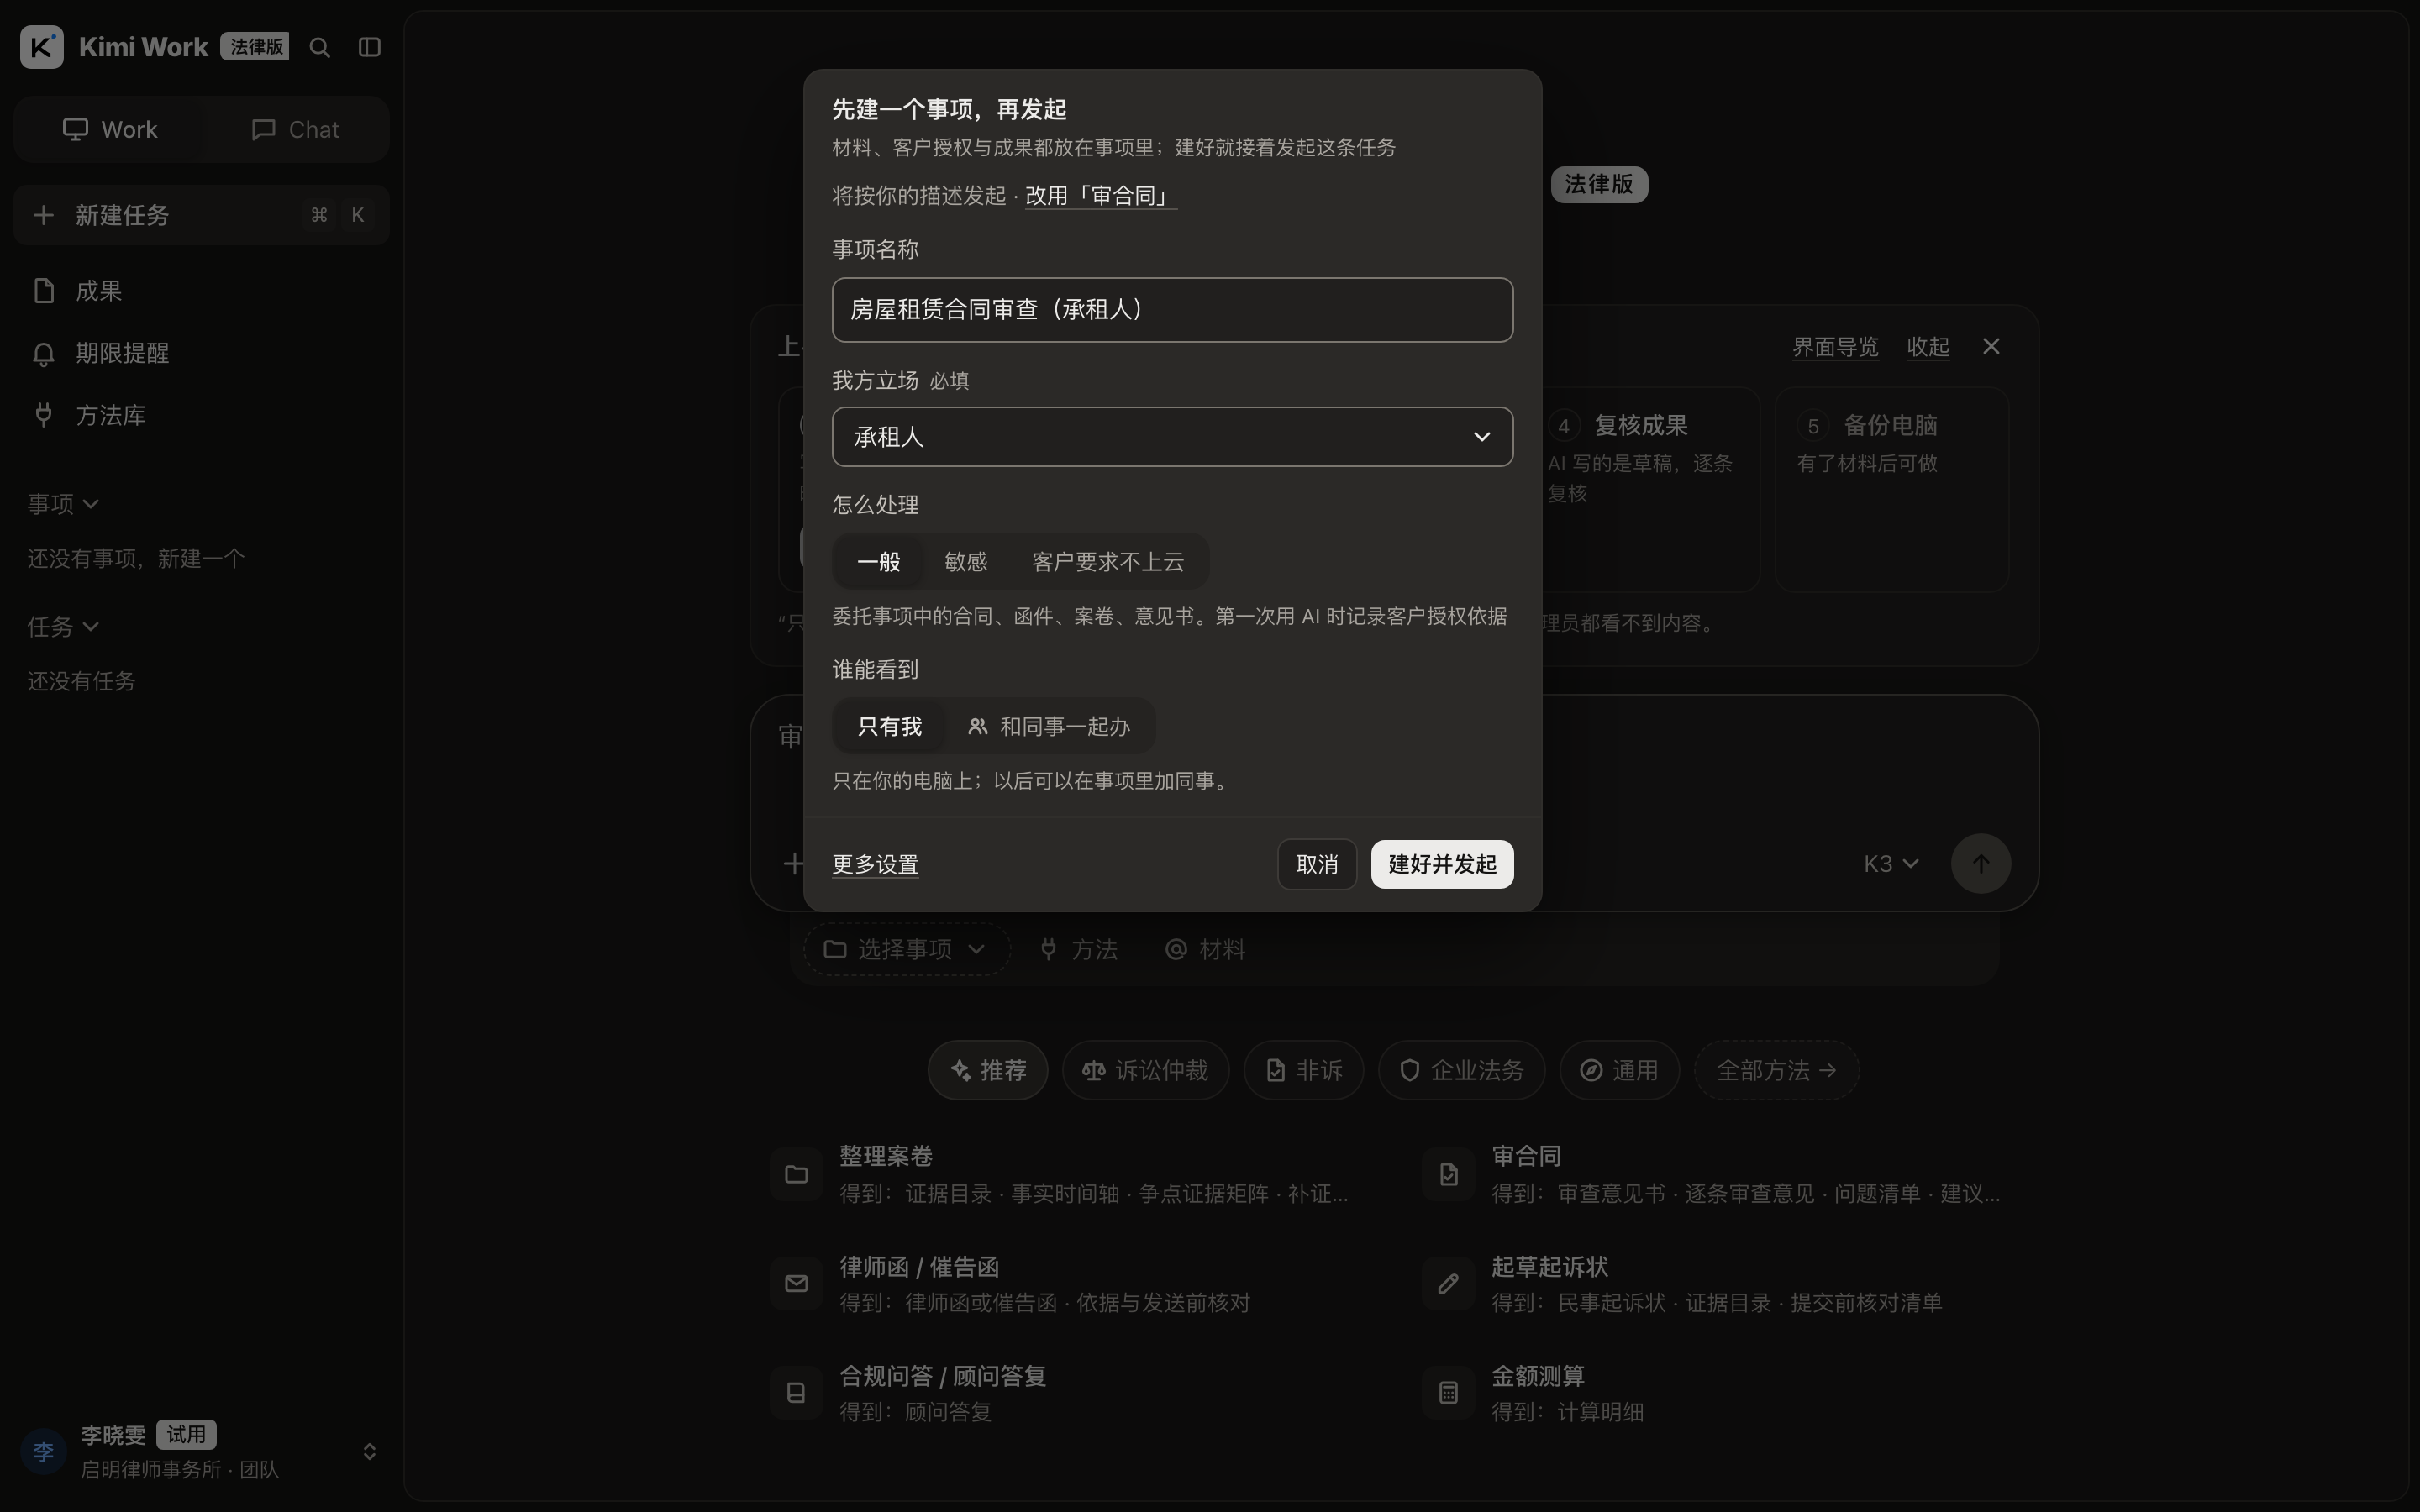 Kimi Work 法律版
Work
Chat
新建任务 ⌘ K
成果
期限提醒
方法库
事项
还没有事项，新建一个
任务
还没有任务
李
李晓雯 试用
启明律师事务所 · 团队
法律版
界面导览 收起
4 复核成果
AI 写的是草稿，逐条
复核
5 备份电脑
有了材料后可做
理员都看不到内容。
先建一个事项，再发起
材料、客户授权与成果都放在事项里；建好就接着发起这条任务
将按你的描述发起 · 改用「审合同」
事项名称
房屋租赁合同审查（承租人）
我方立场 必填
承租人
怎么处理
一般 敏感 客户要求不上云
委托事项中的合同、函件、案卷、意见书。第一次用 AI 时记录客户授权依据
谁能看到
只有我 和同事一起办
只在你的电脑上；以后可以在事项里加同事。
更多设置 取消 建好并发起
审
K3
选择事项 方法 材料
推荐 诉讼仲裁 非诉 企业法务 通用 全部方法 →
整理案卷
得到：证据目录 · 事实时间轴 · 争点证据矩阵 · 补证...
审合同
得到：审查意见书 · 逐条审查意见 · 问题清单 · 建议...
律师函 / 催告函
得到：律师函或催告函 · 依据与发送前核对
起草起诉状
得到：民事起诉状 · 证据目录 · 提交前核对清单
合规问答 / 顾问答复
得到：顾问答复
金额测算
得到：计算明细